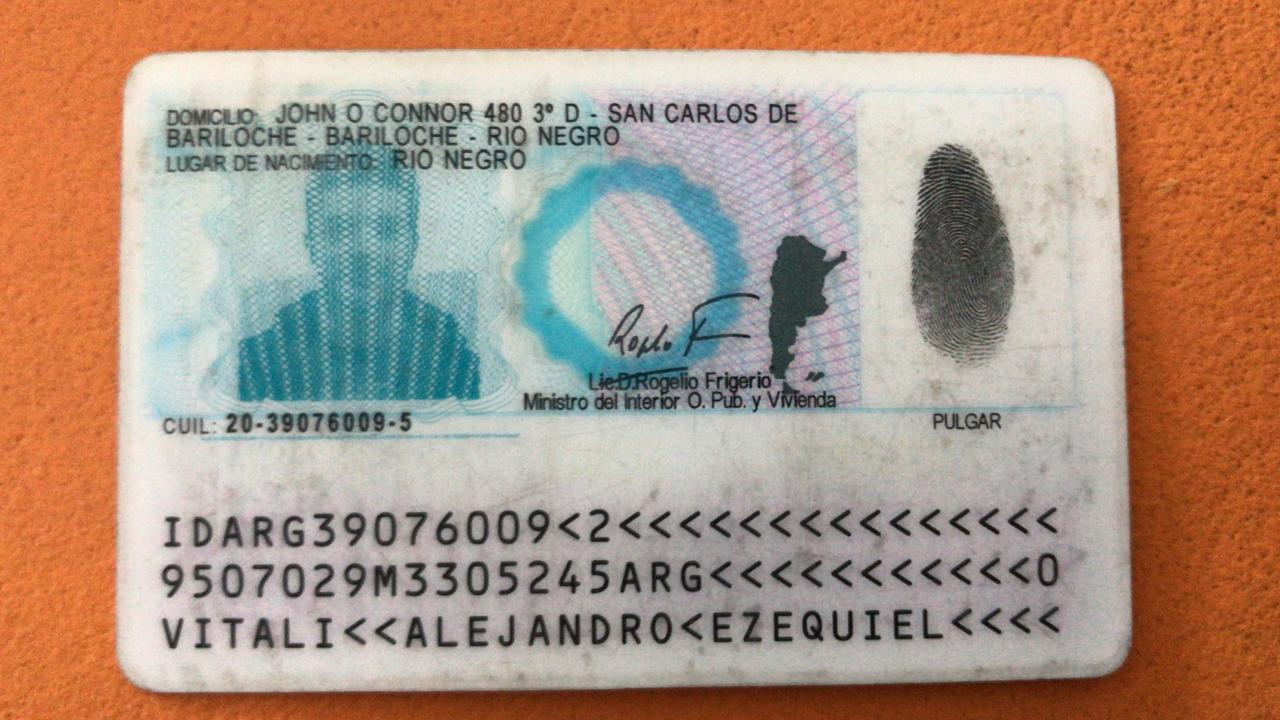 DOMICILIO: JOHN O CONNOR 480 3º D - SAN CARLOS DE
BARILOCHE - BARILOCHE - RIO NEGRO
LUGAR DE NACIMIENTO: RIO NEGRO
Lic.D.Rogelio Frigerio
Ministro del Interior O. Pub. y Vivienda
CUIL: 20-39076009-5
PULGAR
IDARG39076009<2<<<<<<<<<<<<<<<
9507029M3305245ARG<<<<<<<<<<<0
VITALI<<ALEJANDRO<EZEQUIEL<<<<